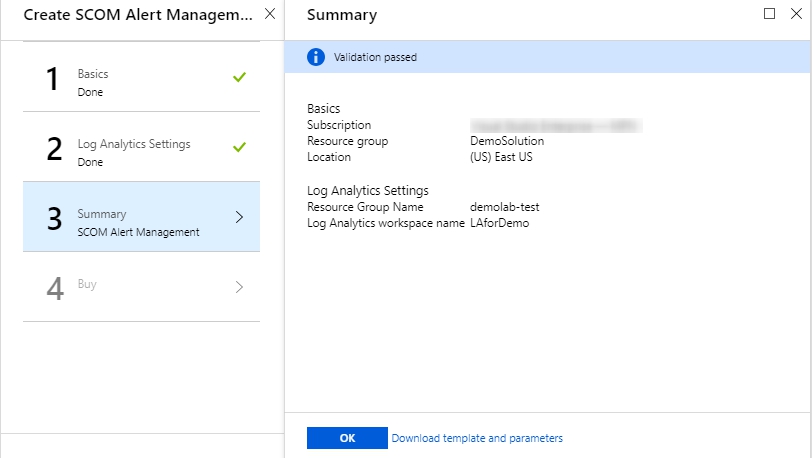 Create SCOM Alert Managem...
1
Basics
Done
2
Log Analytics Settings
Done
3
Summary
SCOM Alert Management
4
Buy
Summary
Validation passed
Basics
Subscription
Resource group DemoSolution
Location (US) East US
Log Analytics Settings
Resource Group Name demolab-test
Log Analytics workspace name LAforDemo
OK Download template and parameters